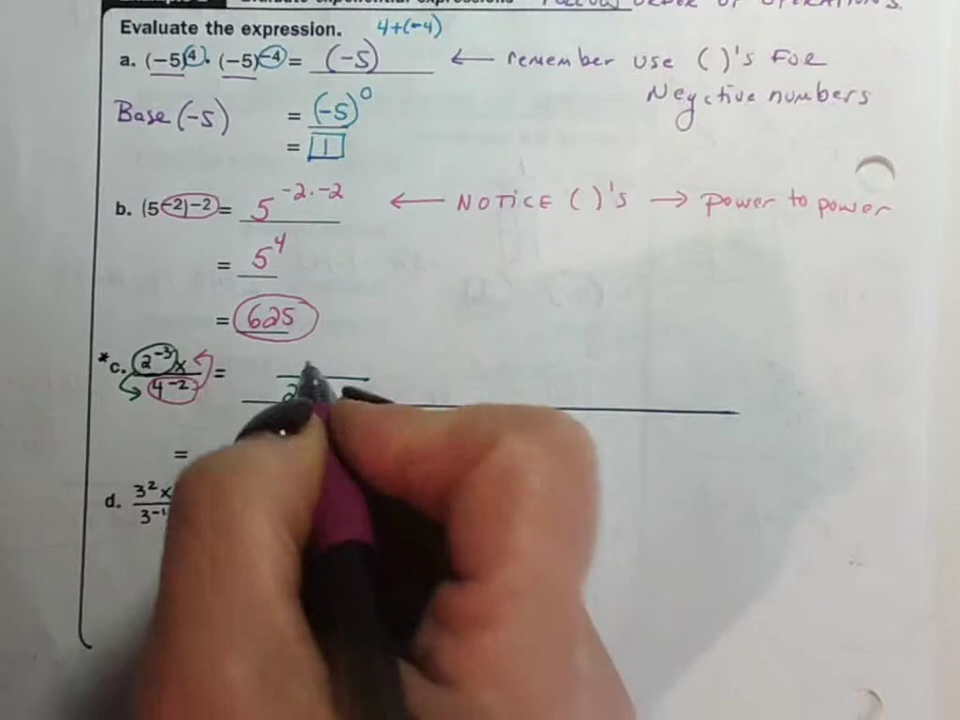 Evaluate the expression. 4+(-4)
a. (−5)4 · (−5)−4 = (-5) ← remember use ( )'s FOR
Negative numbers
Base (-5) = (-5)0
= 1
b. (5−2)−2 = 5 -2·-2 ← NOTICE ( )'s → power to power
= 5 4
= 625
*c. 2−3 x =
4−2
2
=
d. 3² x
3−1